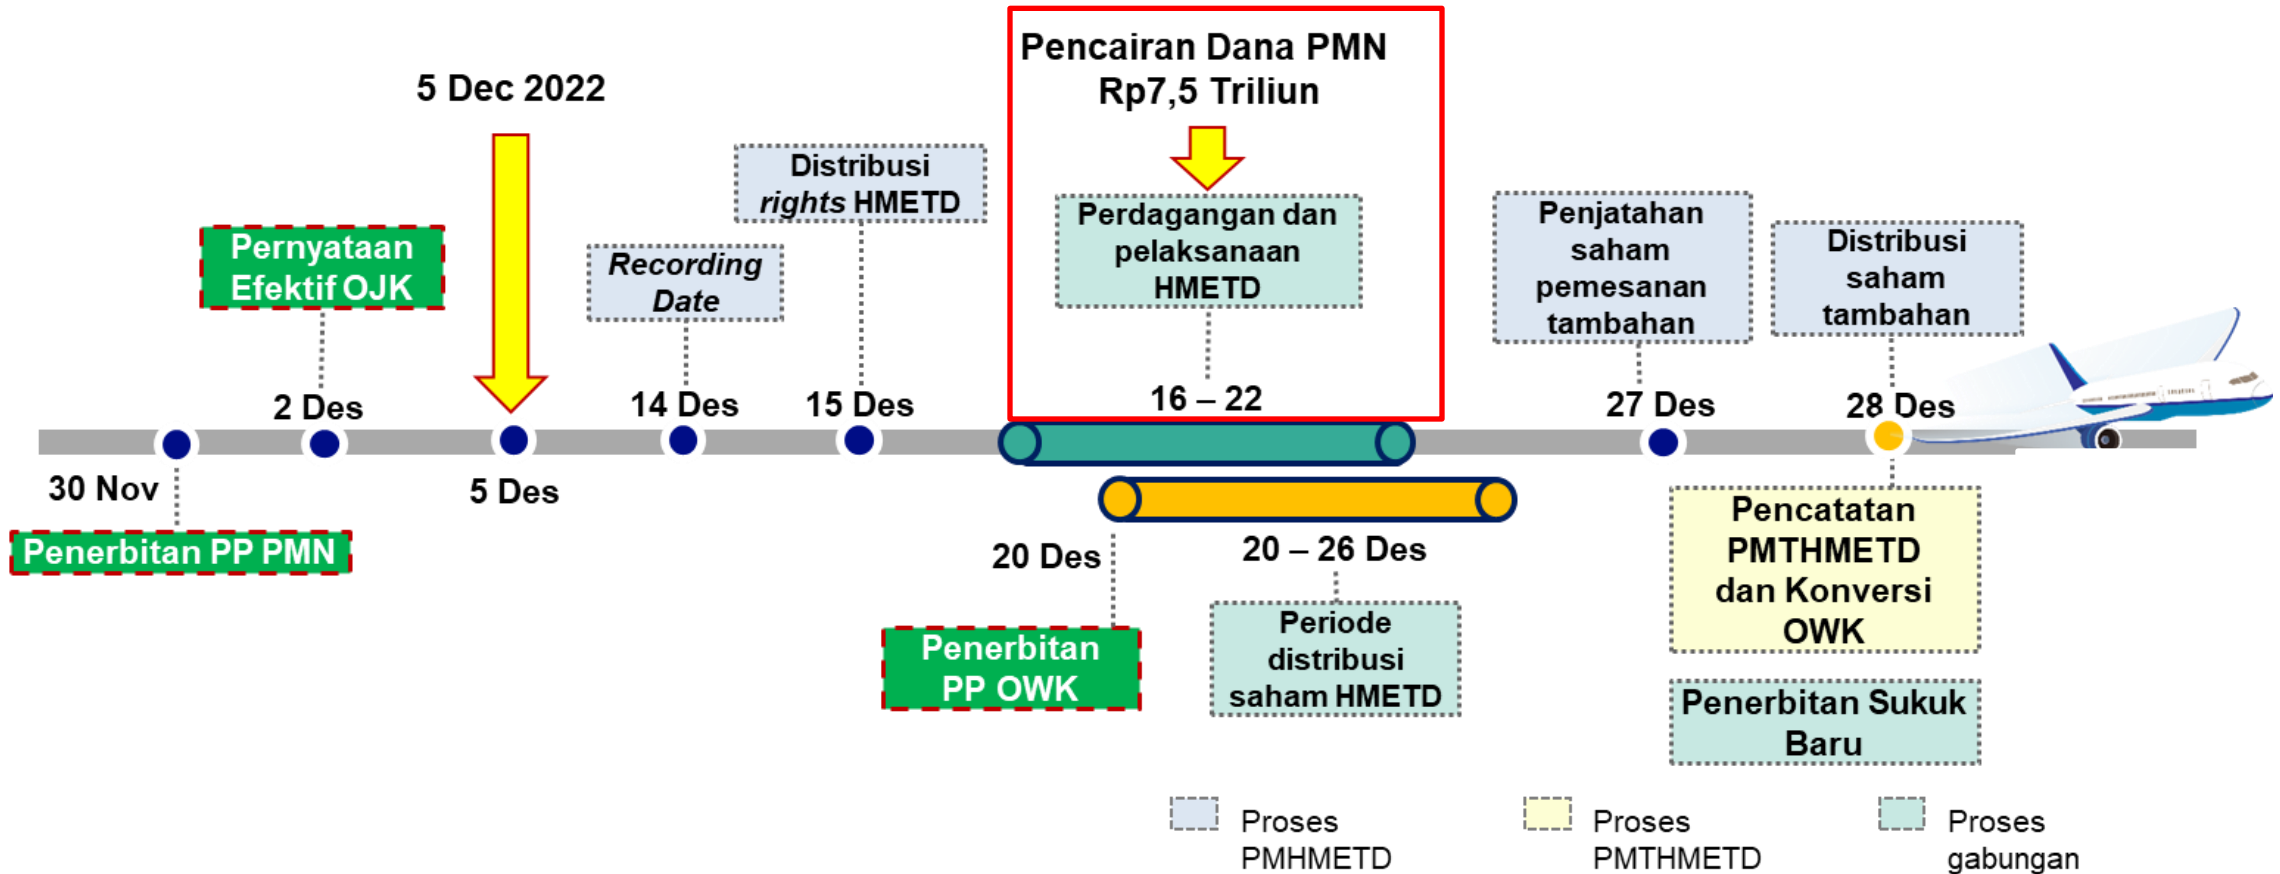 Pencairan Dana PMN
Rp7,5 Triliun
5 Dec 2022
Distribusi
rights HMETD
Pernyataan
Efektif OJK
Recording
Date
Perdagangan dan
pelaksanaan
HMETD
Penjatahan
saham
pemesanan
tambahan
Distribusi
saham
tambahan
2 Des
14 Des
15 Des
16 – 22
27 Des
28 Des
30 Nov
5 Des
Penerbitan PP PMN
20 Des
20 – 26 Des
Penerbitan
PP OWK
Periode
distribusi
saham HMETD
Pencatatan
PMTHMETD
dan Konversi
OWK
Penerbitan Sukuk
Baru
Proses
PMHMETD
Proses
PMTHMETD
Proses
gabungan